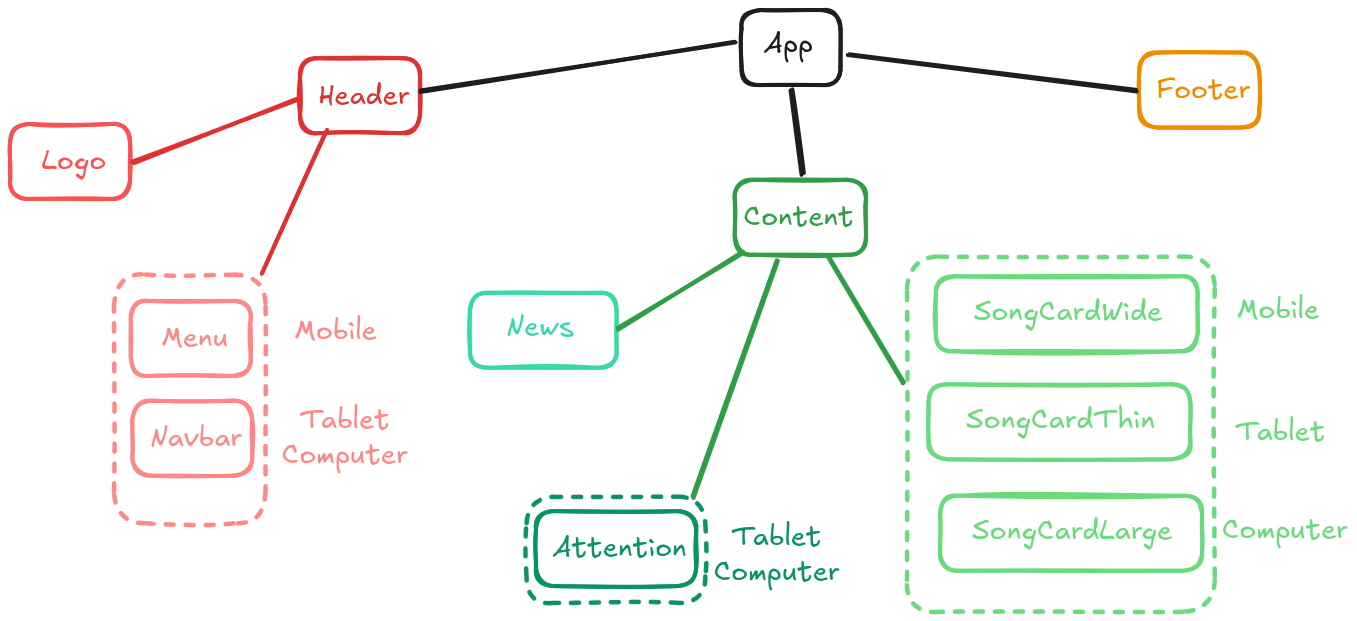 App
Header
Footer
Logo
Content
Menu
Mobile
Navbar
Tablet
Computer
News
Attention
Tablet
Computer
SongCardWide
Mobile
SongCardThin
Tablet
SongCardLarge
Computer